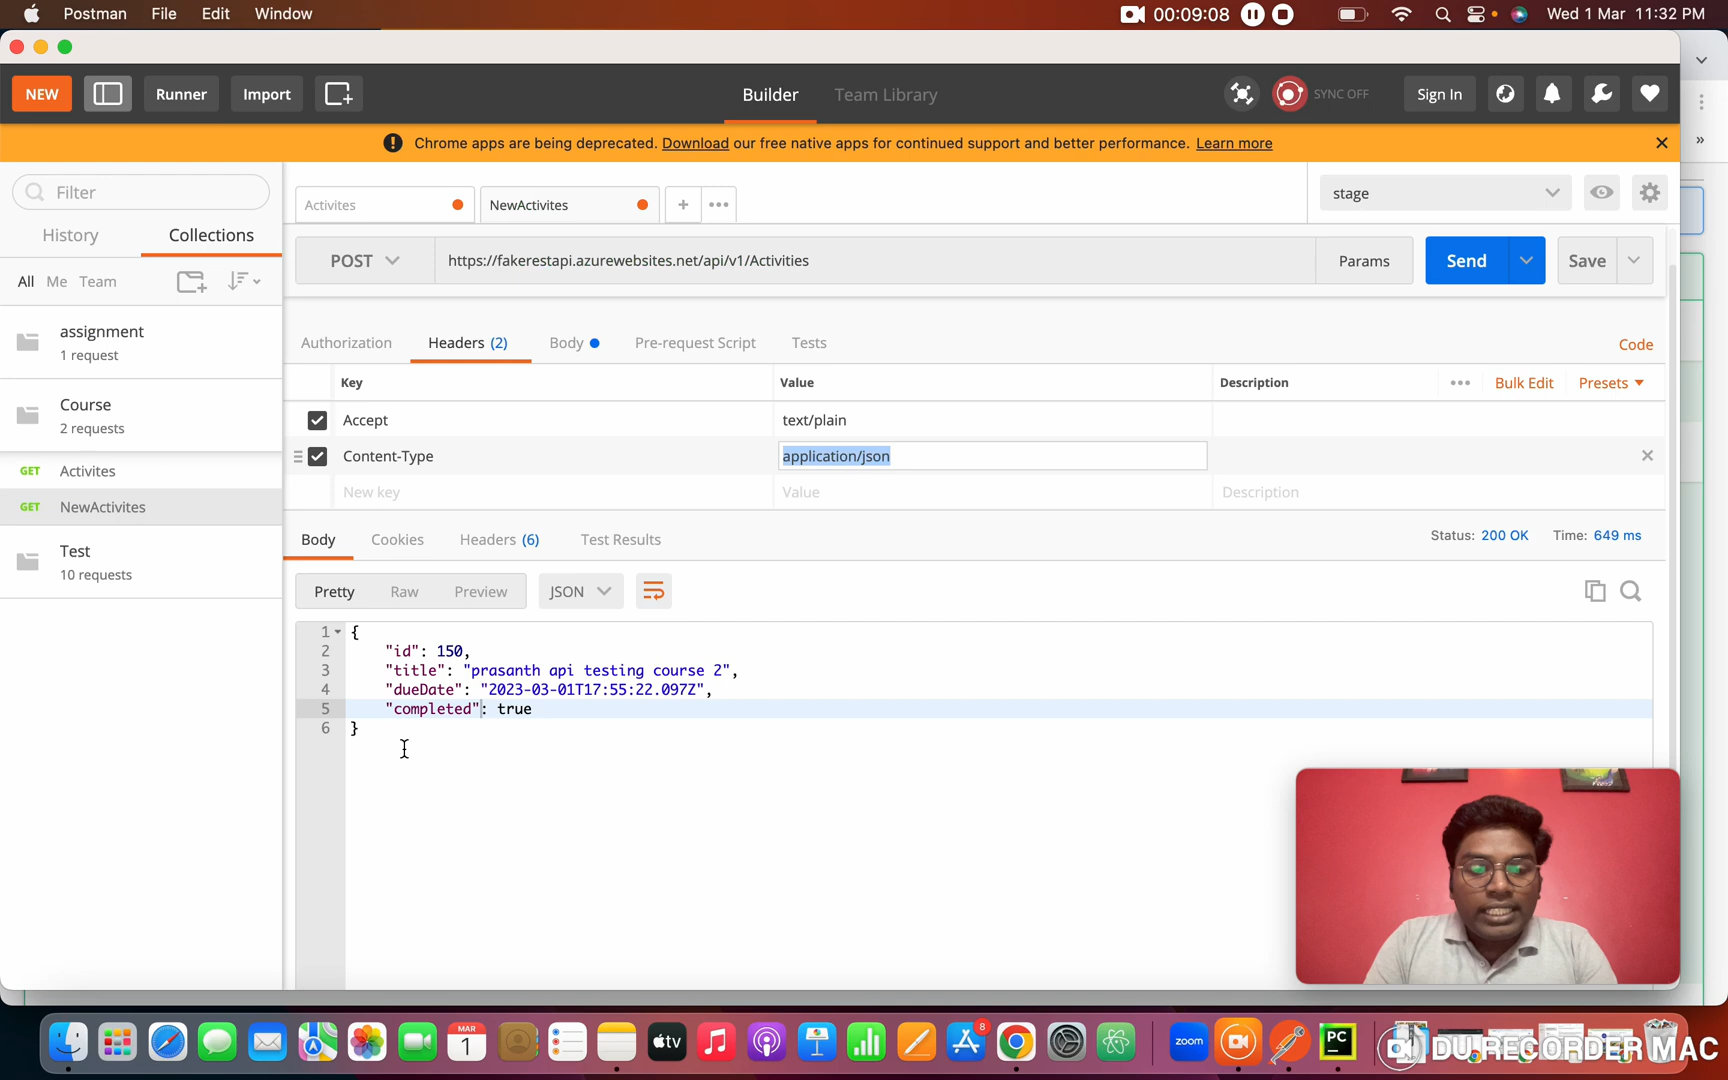 Postman File Edit Window 00:09:08 Wed 1 Mar 11:32 PM
NEW Runner Import Builder Team Library SYNC OFF Sign In
Chrome apps are being deprecated. Download our free native apps for continued support and better performance. Learn more
Filter
Activites NewActivites + ••• stage
History Collections
POST https://fakerestapi.azurewebsites.net/api/v1/Activities Params Send Save
All Me Team
assignment
1 request
Authorization Headers (2) Body Pre-request Script Tests Code
Key Value Description ••• Bulk Edit Presets
Course
2 requests
Accept text/plain
Content-Type application/json
GET Activites
New key Value Description
GET NewActivites
Body Cookies Headers (6) Test Results Status: 200 OK Time: 649 ms
Test
10 requests
Pretty Raw Preview JSON
1 {
2 "id": 150,
3 "title": "prasanth api testing course 2",
4 "dueDate": "2023-03-01T17:55:22.097Z",
5 "completed": true
6 }
MAR
1
tv
8
zoom
PC
DU RECORDER MAC